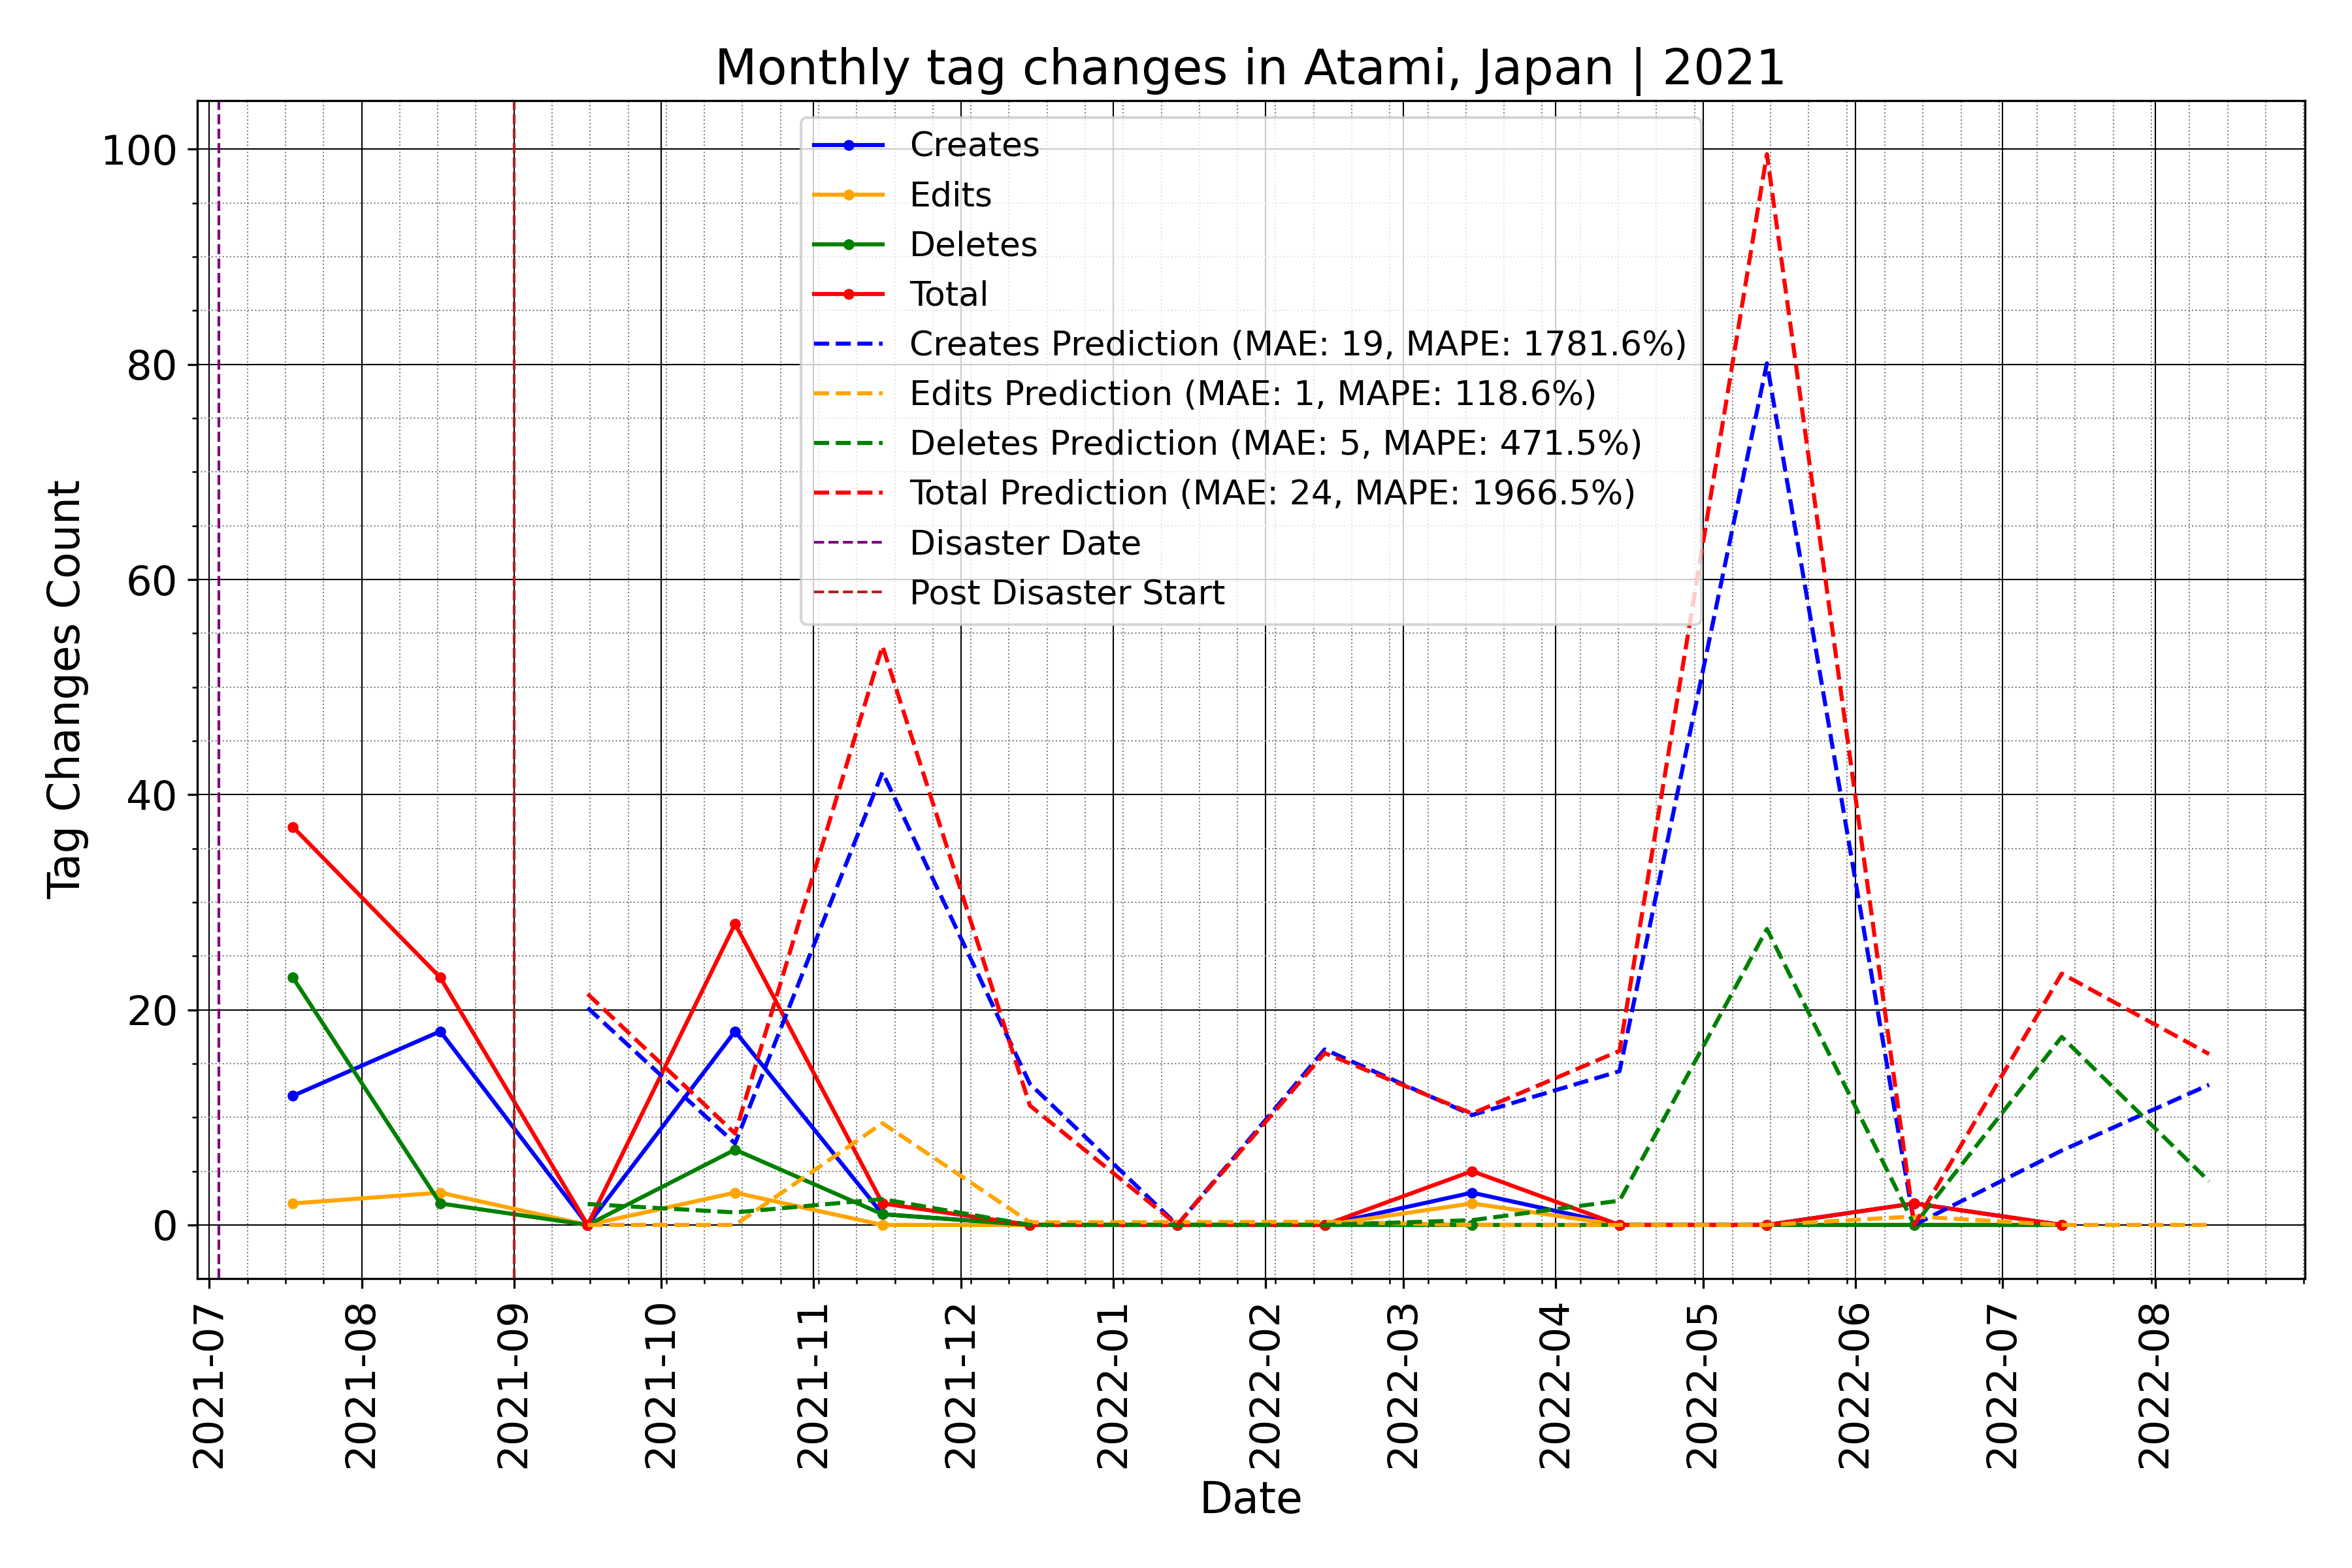 Monthly tag changes in Atami, Japan | 2021
Tag Changes Count
100
80
60
40
20
0
Creates
Edits
Deletes
Total
Creates Prediction (MAE: 19, MAPE: 1781.6%)
Edits Prediction (MAE: 1, MAPE: 118.6%)
Deletes Prediction (MAE: 5, MAPE: 471.5%)
Total Prediction (MAE: 24, MAPE: 1966.5%)
Disaster Date
Post Disaster Start
2021-07
2021-08
2021-09
2021-10
2021-11
2021-12
2022-01
2022-02
2022-03
2022-04
2022-05
2022-06
2022-07
2022-08
Date